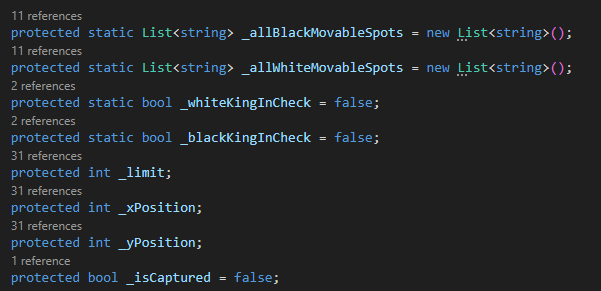 11 references
protected static List<string> _allBlackMovableSpots = new List<string>();
11 references
protected static List<string> _allWhiteMovableSpots = new List<string>();
2 references
protected static bool _whiteKingInCheck = false;
2 references
protected static bool _blackKingInCheck = false;
31 references
protected int _limit;
31 references
protected int _xPosition;
31 references
protected int _yPosition;
1 reference
protected bool _isCaptured = false;